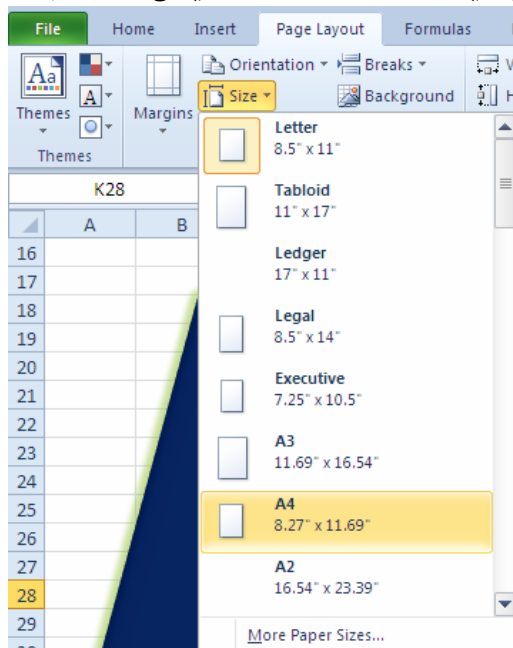 File Home Insert Page Layout Formulas
Orientation Breaks
Themes Margins Size Background
Themes
K28
A B
Letter
8.5" x 11"
Tabloid
11" x 17"
Ledger
17" x 11"
Legal
8.5" x 14"
Executive
7.25" x 10.5"
A3
11.69" x 16.54"
A4
8.27" x 11.69"
A2
16.54" x 23.39"
More Paper Sizes...
16
17
18
19
20
21
22
23
24
25
26
27
28
29